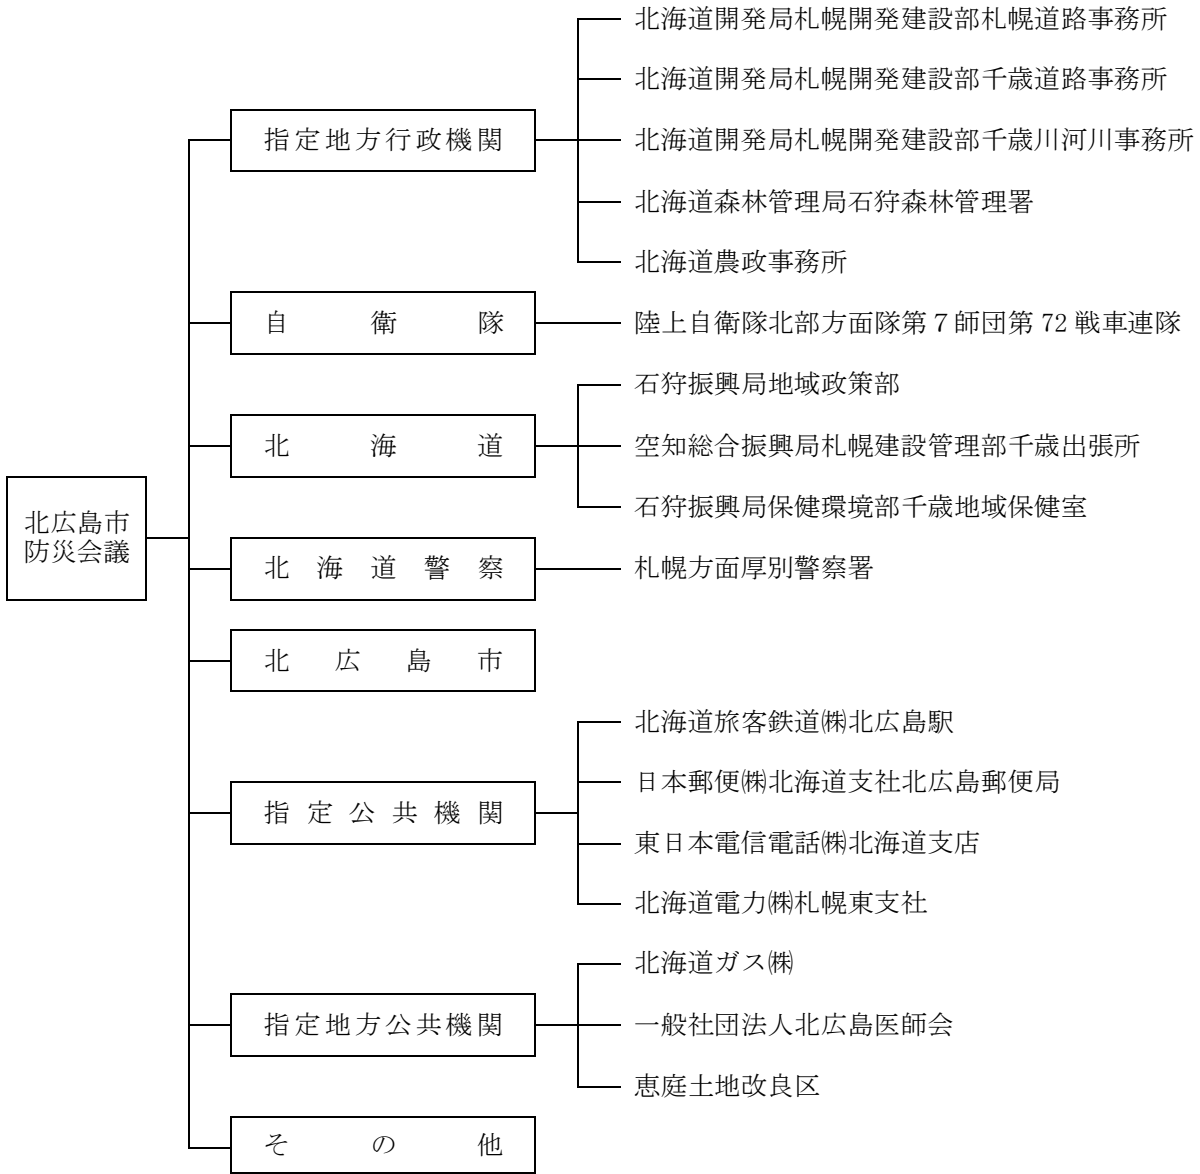 北広島市
防災会議
指定地方行政機関
北海道開発局札幌開発建設部札幌道路事務所
北海道開発局札幌開発建設部千歳道路事務所
北海道開発局札幌開発建設部千歳川河川事務所
北海道森林管理局石狩森林管理署
北海道農政事務所
自衛隊
陸上自衛隊北部方面隊第７師団第 72 戦車連隊
北海道
石狩振興局地域政策部
空知総合振興局札幌建設管理部千歳出張所
石狩振興局保健環境部千歳地域保健室
北海道警察
札幌方面厚別警察署
北広島市
指定公共機関
北海道旅客鉄道㈱北広島駅
日本郵便㈱北海道支社北広島郵便局
東日本電信電話㈱北海道支店
北海道電力㈱札幌東支社
指定地方公共機関
北海道ガス㈱
一般社団法人北広島医師会
恵庭土地改良区
その他